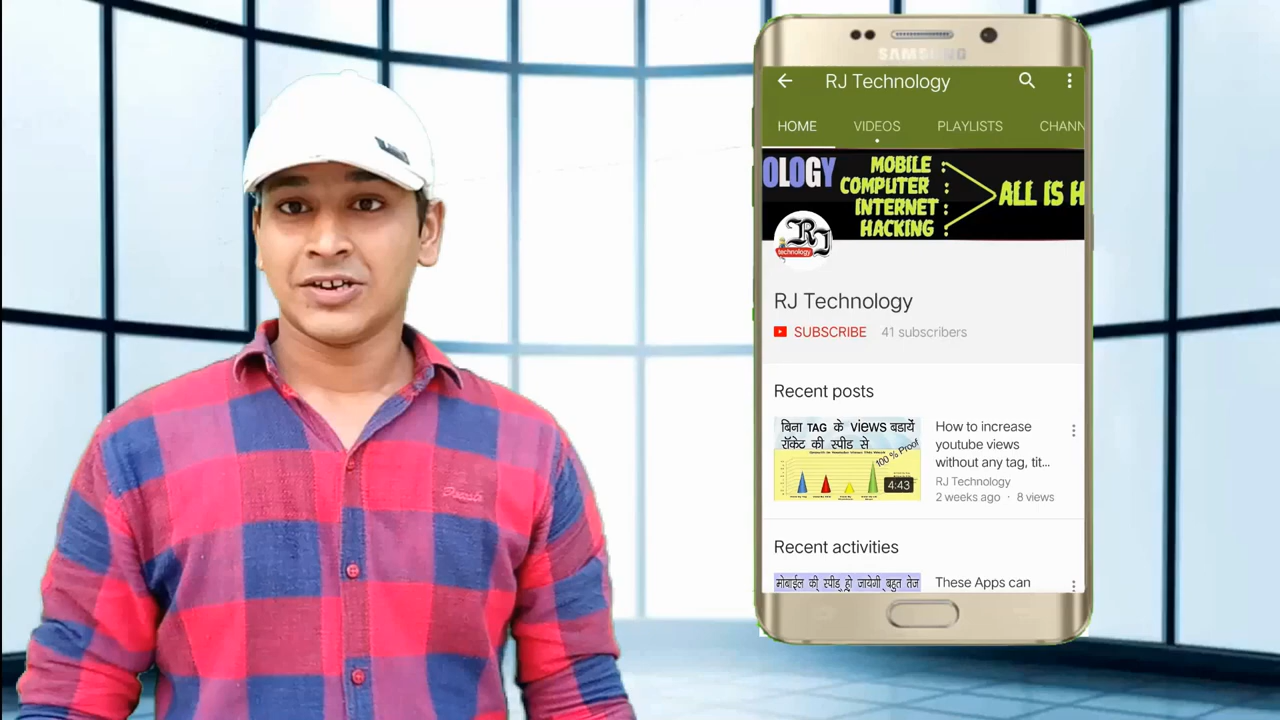 SAMSUNG
RJ Technology
HOME VIDEOS PLAYLISTS CHANN
OLOGY
MOBILE :
COMPUTER :
INTERNET :
HACKING :
ALL IS H
RJ
technology
RJ Technology
SUBSCRIBE 41 subscribers
Recent posts
बिना TAG के views बडायें
रॉकेट की स्पीड से
100 % Proof
4:43
How to increase
youtube views
without any tag, tit...
RJ Technology
2 weeks ago · 8 views
Recent activities
मोबाईल की स्पीड हो जायेगी बहुत तेज
These Apps can